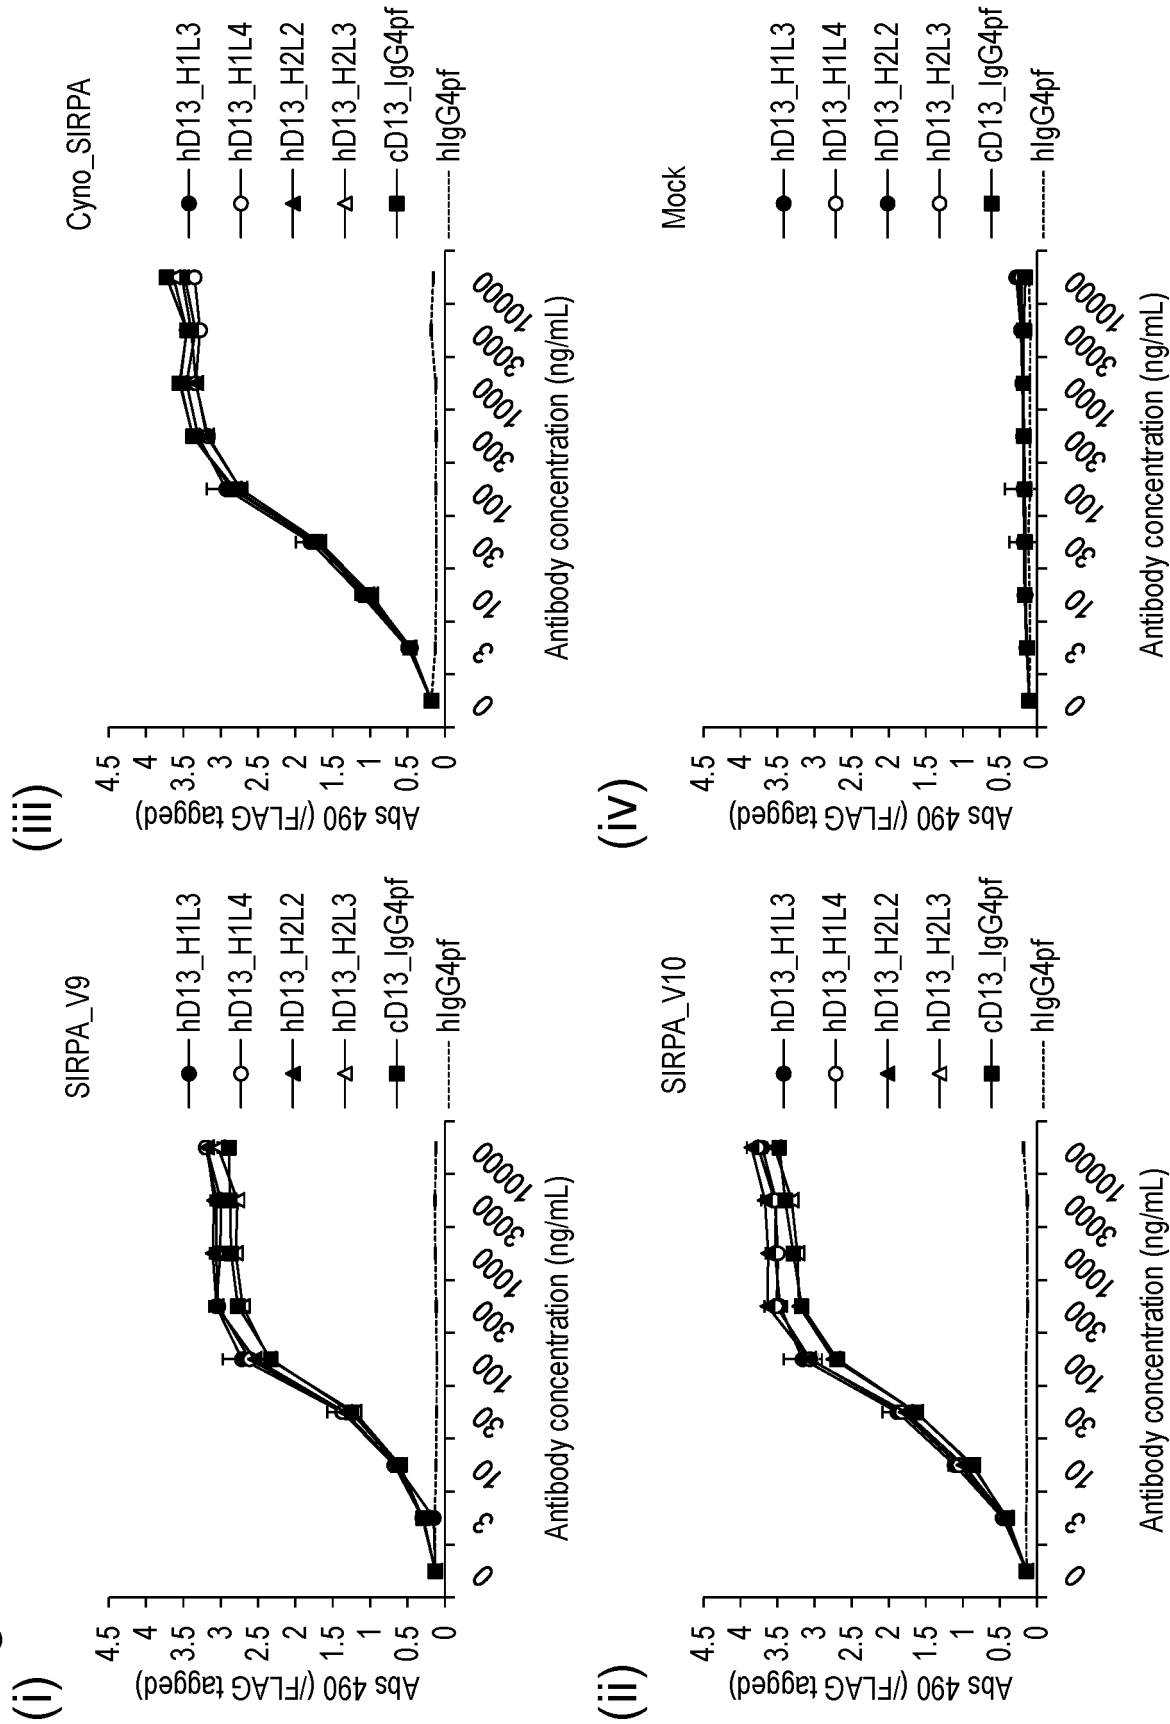 (i)
SIRPA_V9
Abs 490 (/FLAG tagged)
4.5
4
3.5
3
2.5
2
1.5
1
0.5
0
0 3 10 30 100 300 1000 3000 10000
Antibody concentration (ng/mL)
hD13_H1L3
hD13_H1L4
hD13_H2L2
hD13_H2L3
cD13_IgG4pf
hIgG4pf
(ii)
SIRPA_V10
Abs 490 (/FLAG tagged)
4.5
4
3.5
3
2.5
2
1.5
1
0.5
0
0 3 10 30 100 300 1000 3000 10000
Antibody concentration (ng/mL)
hD13_H1L3
hD13_H1L4
hD13_H2L2
hD13_H2L3
cD13_IgG4pf
hIgG4pf
(iii)
Cyno_SIRPA
Abs 490 (/FLAG tagged)
4.5
4
3.5
3
2.5
2
1.5
1
0.5
0
0 3 10 30 100 300 1000 3000 10000
Antibody concentration (ng/mL)
hD13_H1L3
hD13_H1L4
hD13_H2L2
hD13_H2L3
cD13_IgG4pf
hIgG4pf
(iv)
Mock
Abs 490 (/FLAG tagged)
4.5
4
3.5
3
2.5
2
1.5
1
0.5
0
0 3 10 30 100 300 1000 3000 10000
Antibody concentration (ng/mL)
hD13_H1L3
hD13_H1L4
hD13_H2L2
hD13_H2L3
cD13_IgG4pf
hIgG4pf